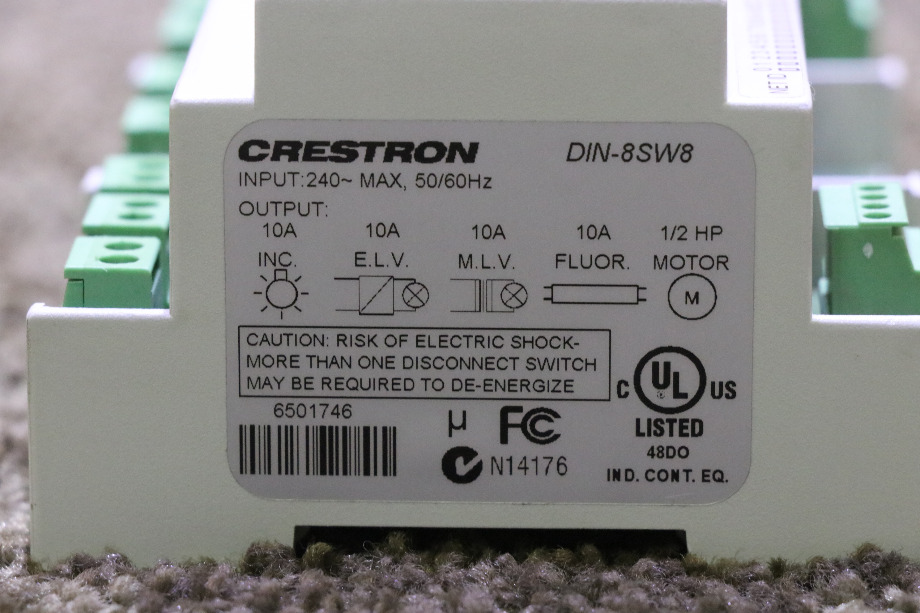 CRESTRON DIN-8SW8
INPUT:240~ MAX, 50/60Hz
OUTPUT:
10A 10A 10A 10A 1/2 HP
INC. E.L.V. M.L.V. FLUOR. MOTOR
M
CAUTION: RISK OF ELECTRIC SHOCK-
MORE THAN ONE DISCONNECT SWITCH
MAY BE REQUIRED TO DE-ENERGIZE
C UL US
LISTED
48DO
IND. CONT. EQ.
6501746
µ FC
N14176
NET